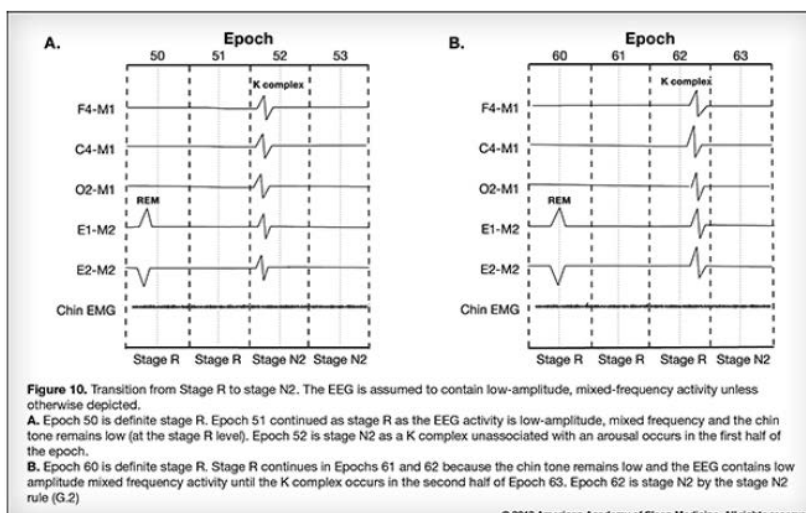 A.
Epoch
50 51 52 53
K complex
F4-M1
C4-M1
O2-M1
REM
E1-M2
E2-M2
Chin EMG
Stage R Stage R Stage N2 Stage N2
B.
Epoch
60 61 62 63
K complex
F4-M1
C4-M1
O2-M1
REM
E1-M2
E2-M2
Chin EMG
Stage R Stage R Stage R Stage N2
Figure 10. Transition from Stage R to stage N2. The EEG is assumed to contain low-amplitude, mixed-frequency activity unless
otherwise depicted.
A. Epoch 50 is definite stage R. Epoch 51 continued as stage R as the EEG activity is low-amplitude, mixed frequency and the chin
tone remains low (at the stage R level). Epoch 52 is stage N2 as a K complex unassociated with an arousal occurs in the first half of
the epoch.
B. Epoch 60 is definite stage R. Stage R continues in Epochs 61 and 62 because the chin tone remains low and the EEG contains low
amplitude mixed frequency activity until the K complex occurs in the second half of Epoch 63. Epoch 62 is stage N2 by the stage N2
rule (G.2)